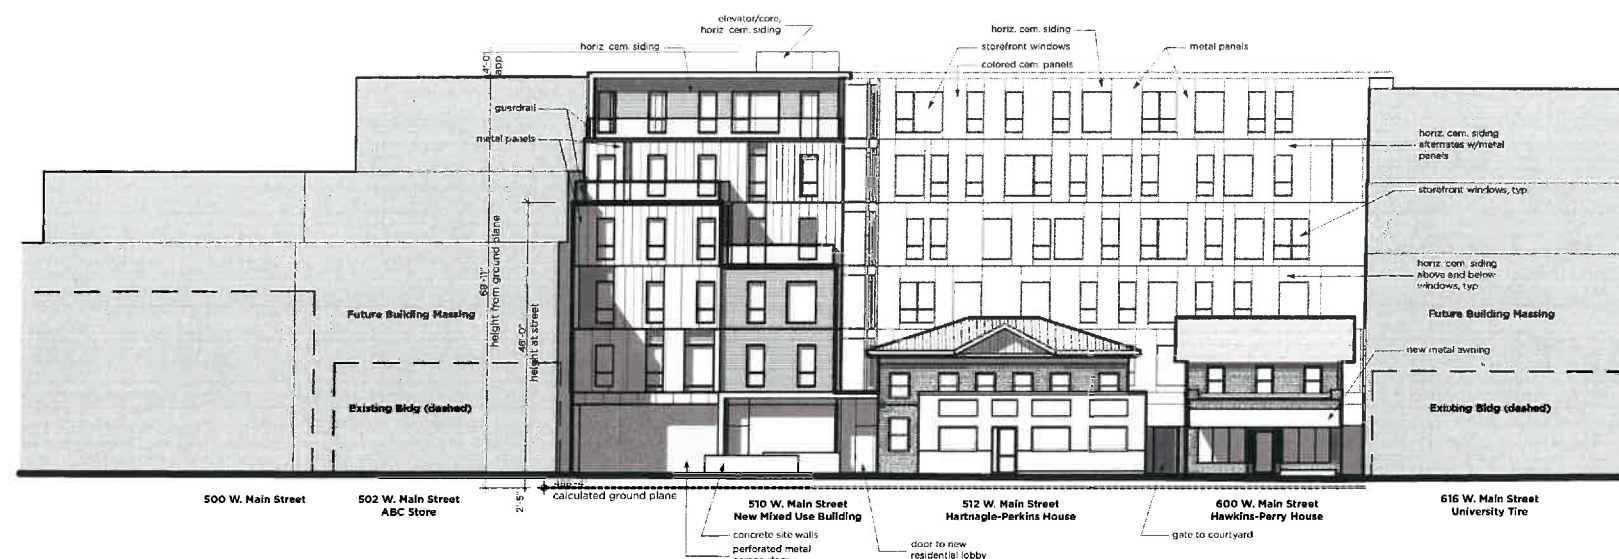 elevator/core,
horiz. cem. siding
horiz. cem. siding
4'-0"
app.
guardrail
metal panels
horiz. cem. siding
storefront windows
metal panels
colored cem. panels
horiz. cem. siding
alternates w/metal
panels
storefront windows, typ.
horiz. cem. siding
above and below
windows, typ.
69'-11"
height from ground plane
46'-0"
height at street
Future Building Massing
Existing Bldg (dashed)
Future Building Massing
new metal awning
Existing Bldg (dashed)
2'-5"
calculated ground plane
500 W. Main Street
502 W. Main Street
ABC Store
510 W. Main Street
New Mixed Use Building
512 W. Main Street
Hartnagle-Perkins House
600 W. Main Street
Hawkins-Perry House
616 W. Main Street
University Tire
concrete site walls
perforated metal
door to new
residential lobby
gate to courtyard